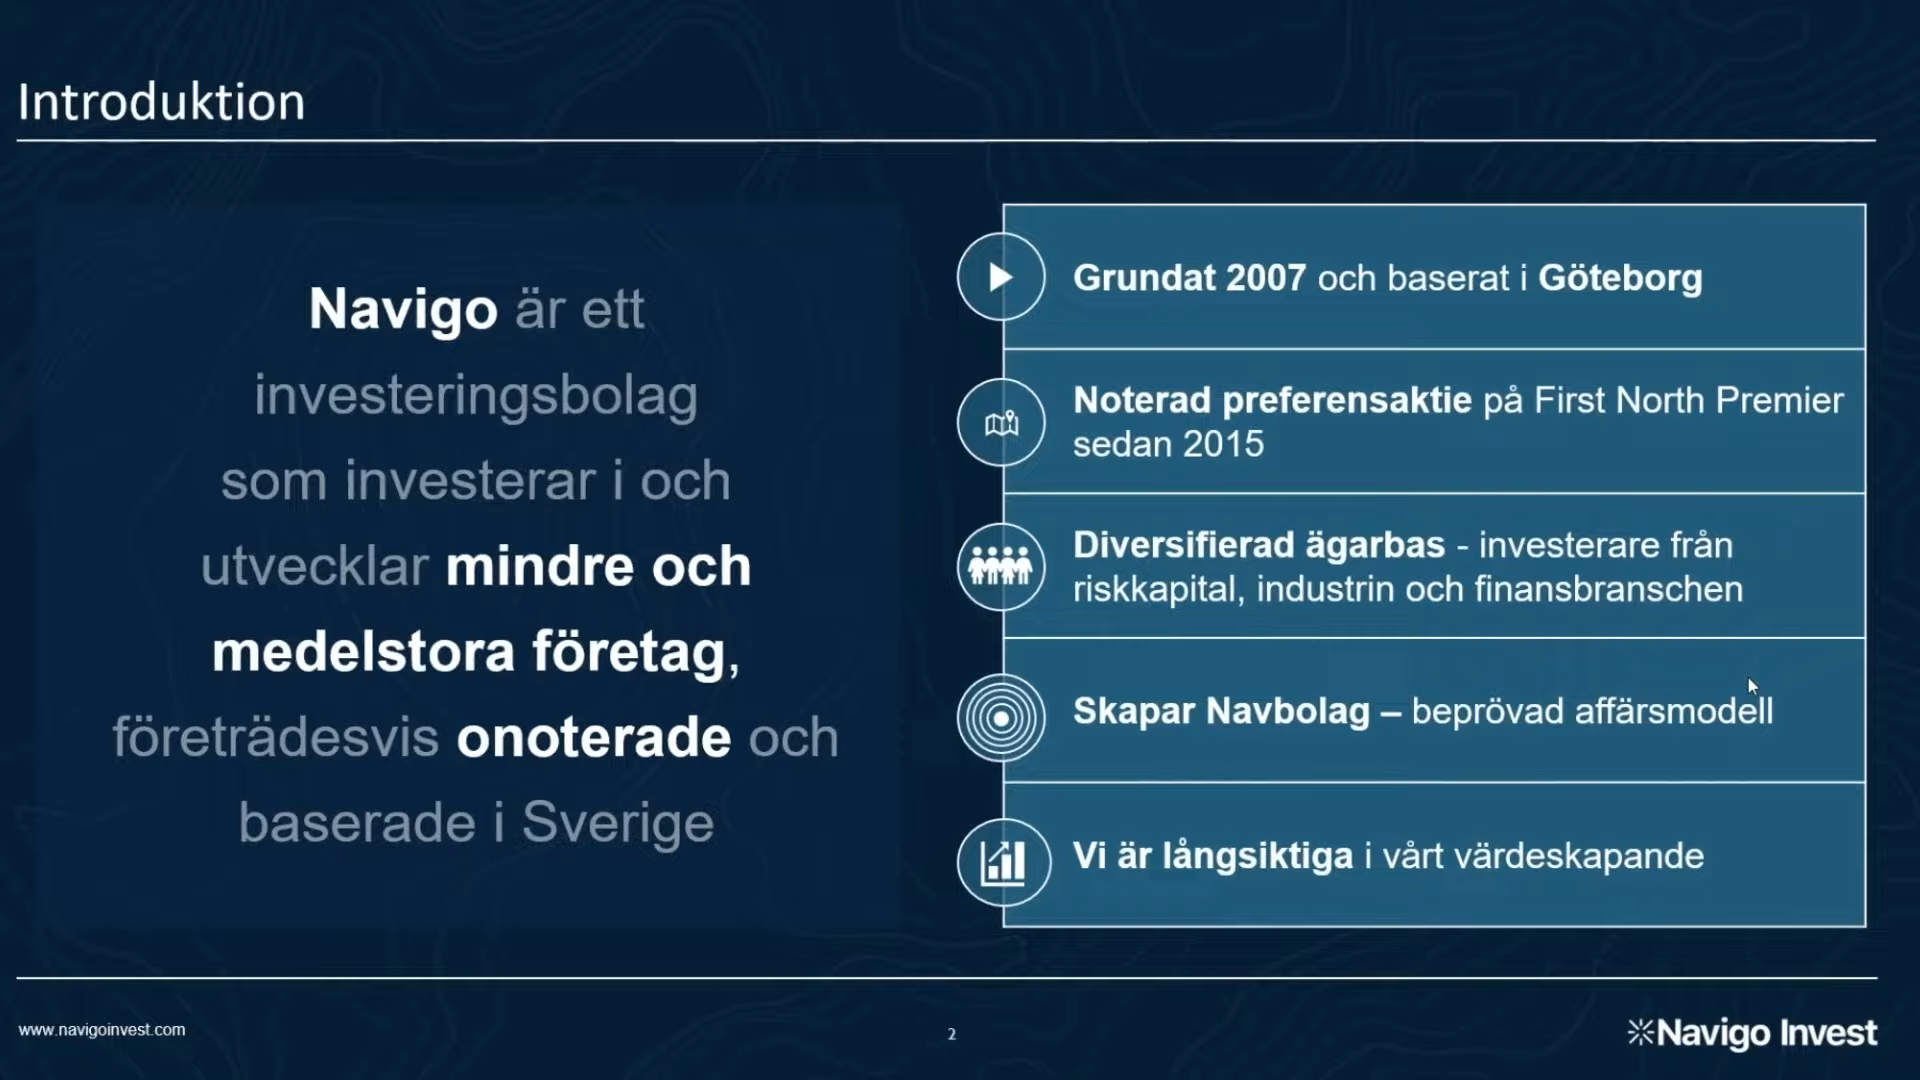 Introduktion
Navigo är ett
investeringsbolag
som investerar i och
utvecklar mindre och
medelstora företag,
företrädesvis onoterade och
baserade i Sverige
Grundat 2007 och baserat i Göteborg
Noterad preferensaktie på First North Premier
sedan 2015
Diversifierad ägarbas - investerare från
riskkapital, industrin och finansbranschen
Skapar Navbolag – beprövad affärsmodell
Vi är långsiktiga i vårt värdeskapande
www.navigoinvest.com
2
Navigo Invest